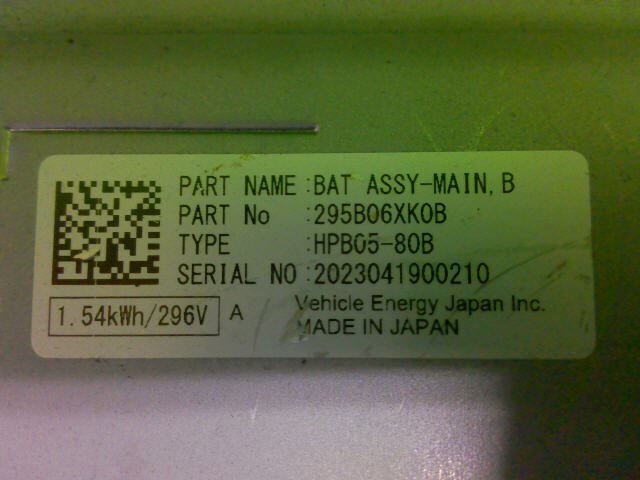 PART NAME :BAT ASSY-MAIN,B
PART No :295B06XK0B
TYPE :HPB05-80B
SERIAL NO :2023041900210
1.54kWh/296V A
Vehicle Energy Japan Inc.
MADE IN JAPAN